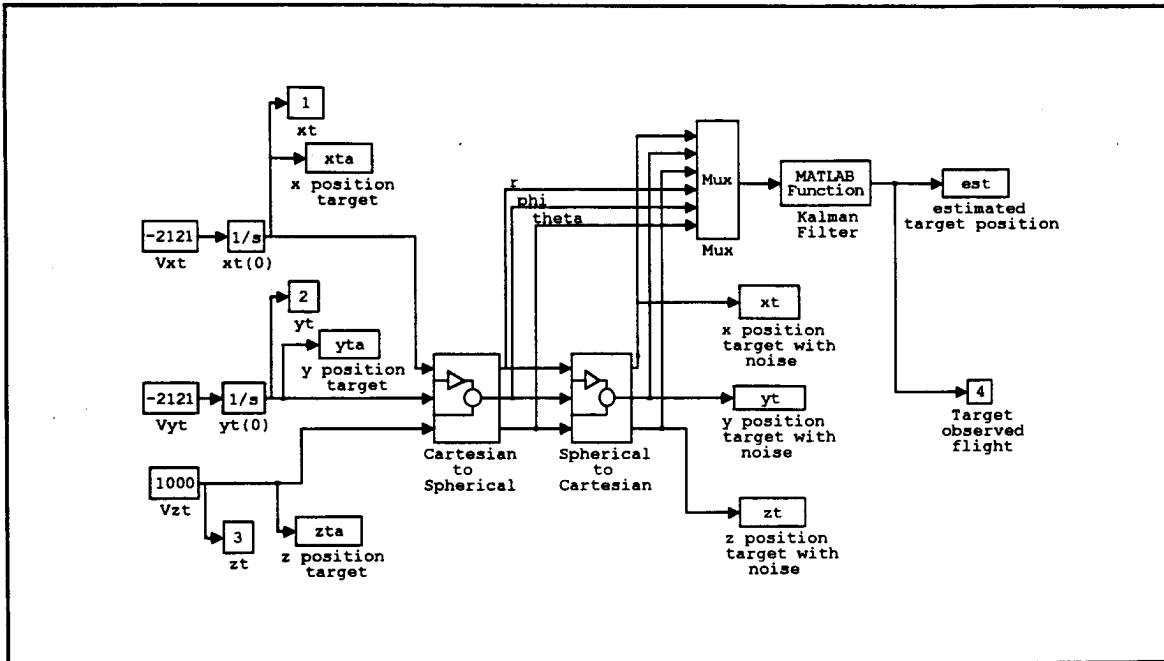 1
xt
xta
x position
target
-2121
Vxt
1/s
xt(0)
2
yt
yta
y position
target
-2121
Vyt
1/s
yt(0)
1000
Vzt
3
zt
zta
z position
target
Cartesian
to
Spherical
Spherical
to
Cartesian
r
phi
theta
Mux
Mux
MATLAB
Function
Kalman
Filter
est
estimated
target position
xt
x position
target with
noise
yt
y position
target with
noise
zt
z position
target with
noise
4
Target
observed
flight